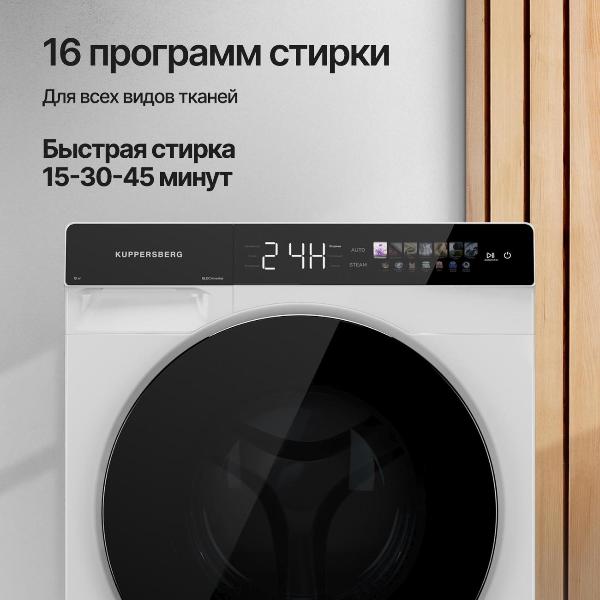 16 программ стирки
Для всех видов тканей
Быстрая стирка
15-30-45 минут
KUPPERSBERG
24H
AUTO
STEAM